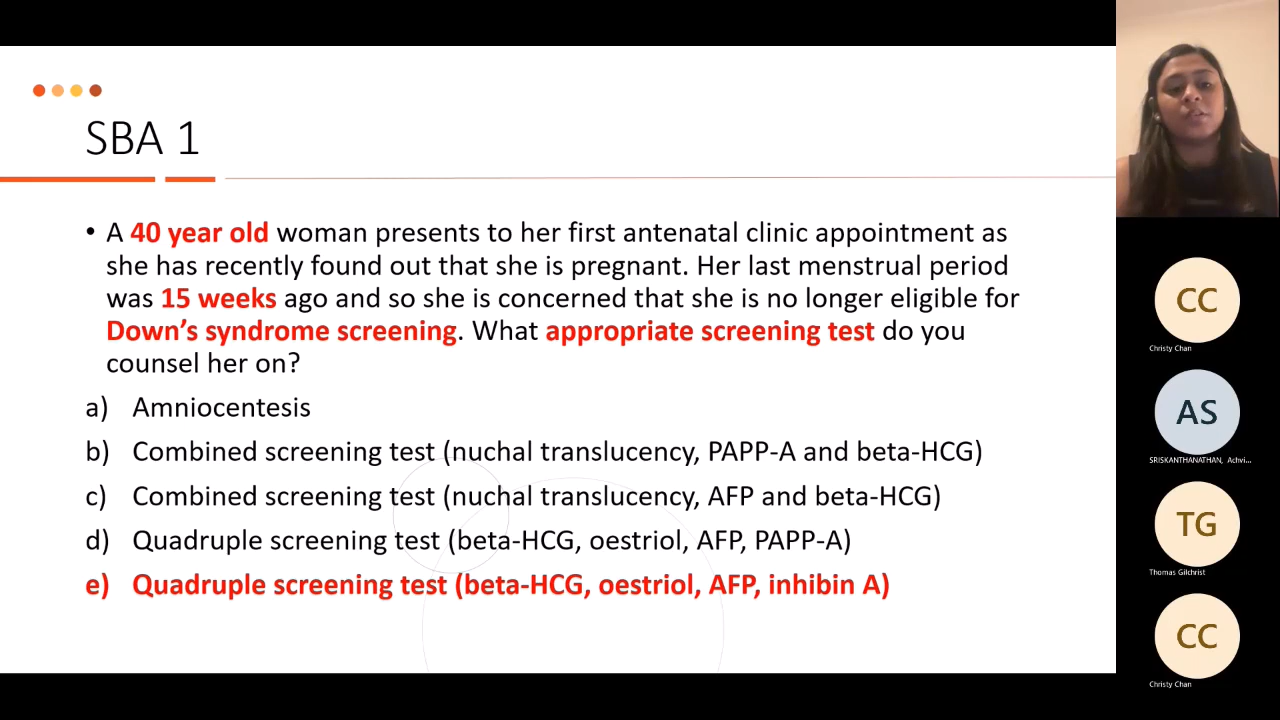 SBA 1
• A 40 year old woman presents to her first antenatal clinic appointment as
she has recently found out that she is pregnant. Her last menstrual period
was 15 weeks ago and so she is concerned that she is no longer eligible for
Down’s syndrome screening. What appropriate screening test do you
counsel her on?
a) Amniocentesis
b) Combined screening test (nuchal translucency, PAPP-A and beta-HCG)
c) Combined screening test (nuchal translucency, AFP and beta-HCG)
d) Quadruple screening test (beta-HCG, oestriol, AFP, PAPP-A)
e) Quadruple screening test (beta-HCG, oestriol, AFP, inhibin A)
CC
Christy Chan
AS
SRISKANTHANATHAN, Achvi...
TG
Thomas Gilchrist
CC
Christy Chan